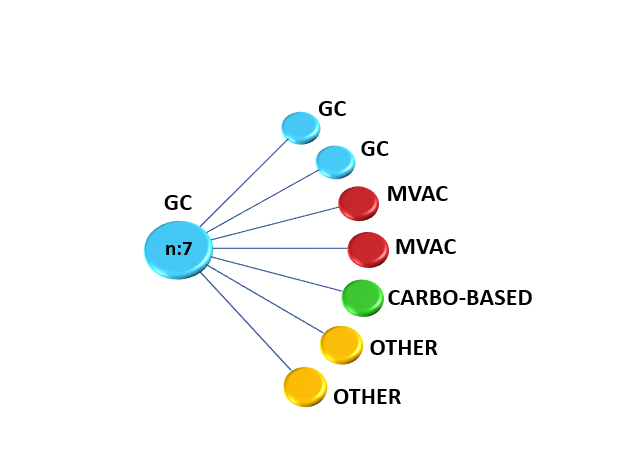 GC
GC
MVAC
GC
n:7
MVAC
CARBO-BASED
OTHER
OTHER